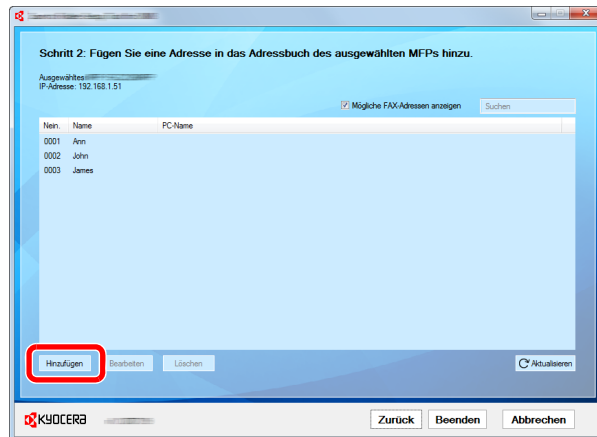 Schritt 2: Fügen Sie eine Adresse in das Adressbuch des ausgewählten MFPs hinzu.
Ausgewähltes
IP-Adresse: 192.168.1.51
Mögliche FAX-Adressen anzeigen Suchen
Nein. Name PC-Name
0001 Ann
0002 John
0003 James
Hinzufügen Bearbeiten Löschen Aktualisieren
KYOCERA Zurück Beenden Abbrechen